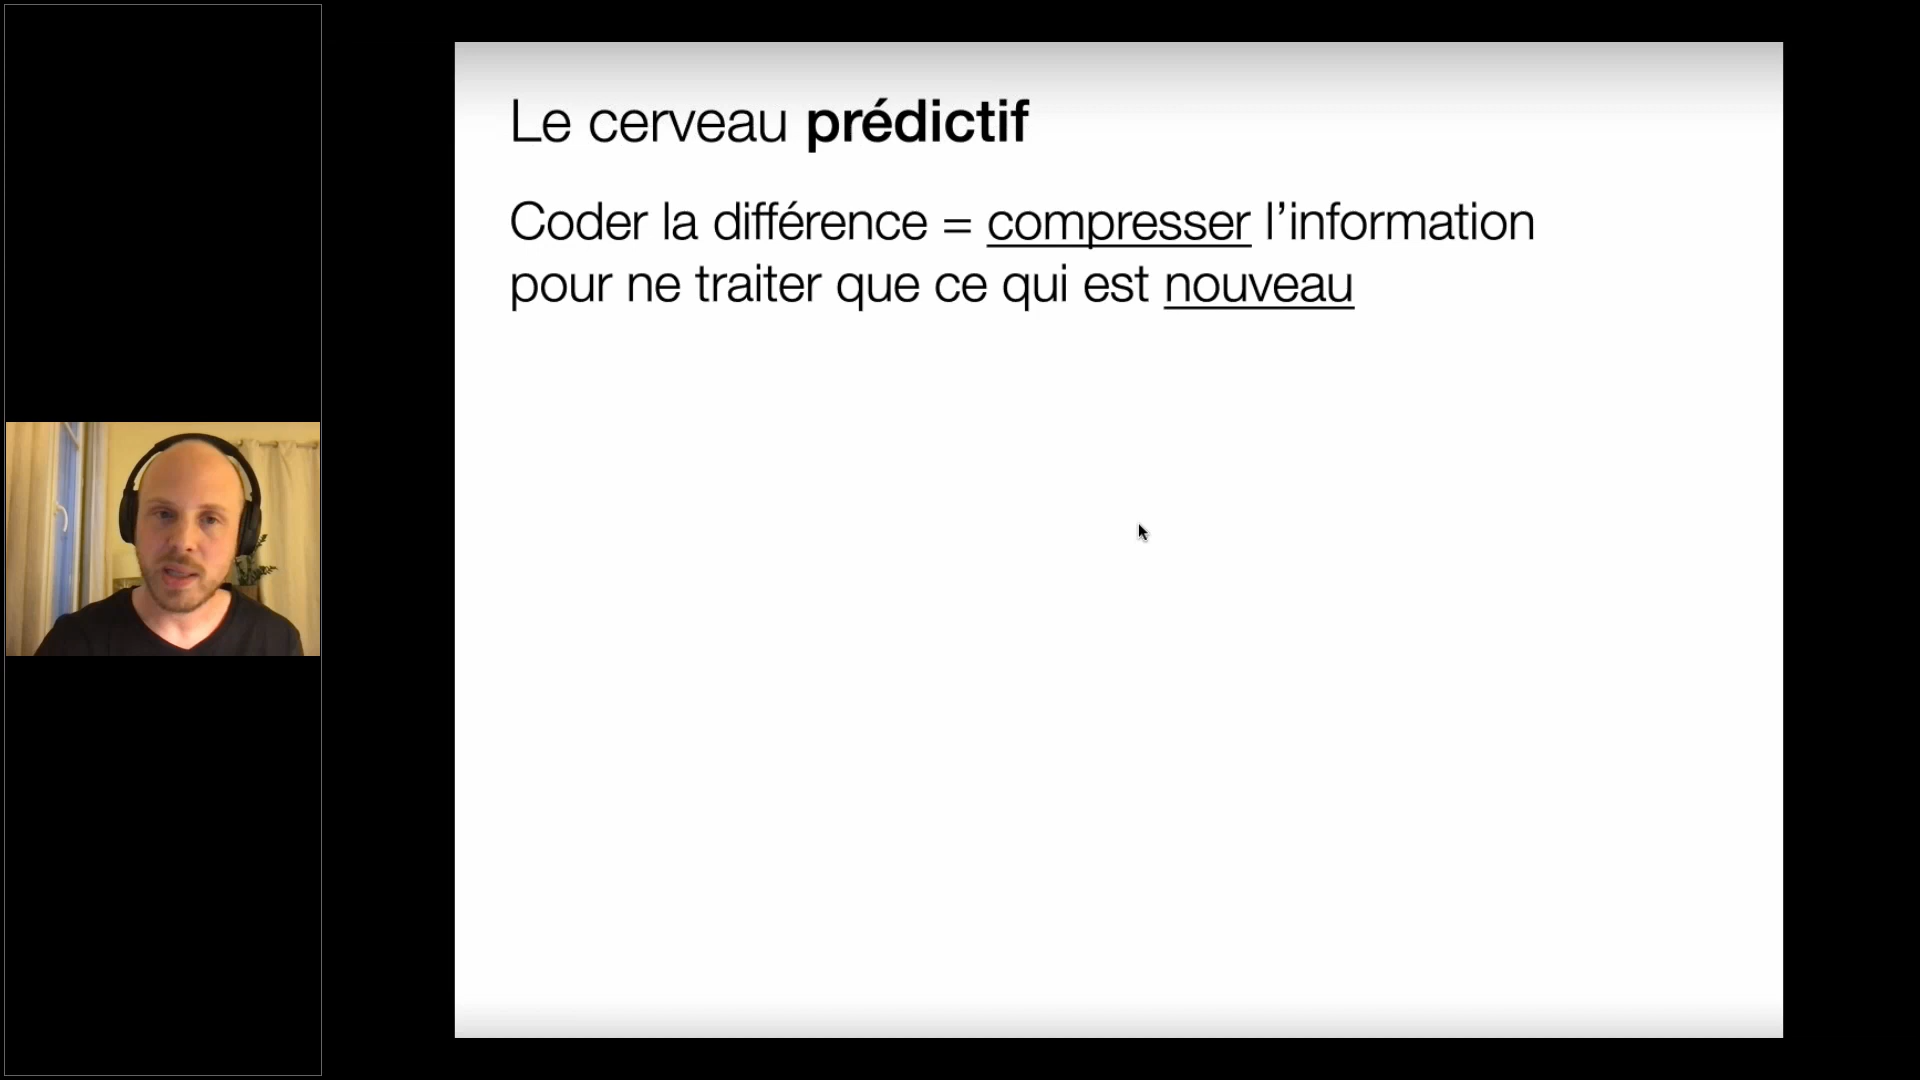 Le cerveau prédictif
Coder la différence = compresser l’information
pour ne traiter que ce qui est nouveau